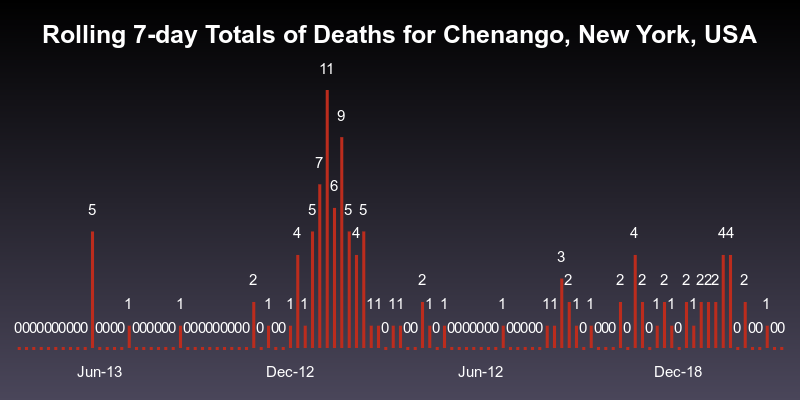 Rolling 7-day Totals of Deaths for Chenango, New York, USA
11
9
7
6
5 5 5 5
4 4 4 44
3
2 2 2 2 2 2 2 222 2
1 1 1 1 1 11 11 1 1 1 11 1 1 1 1 1 1
0000000000 0000 000000 000000000 0 00 0 00 0 0000000 00000 0 000 0 0 0 0 00 00
Jun-13 Dec-12 Jun-12 Dec-18